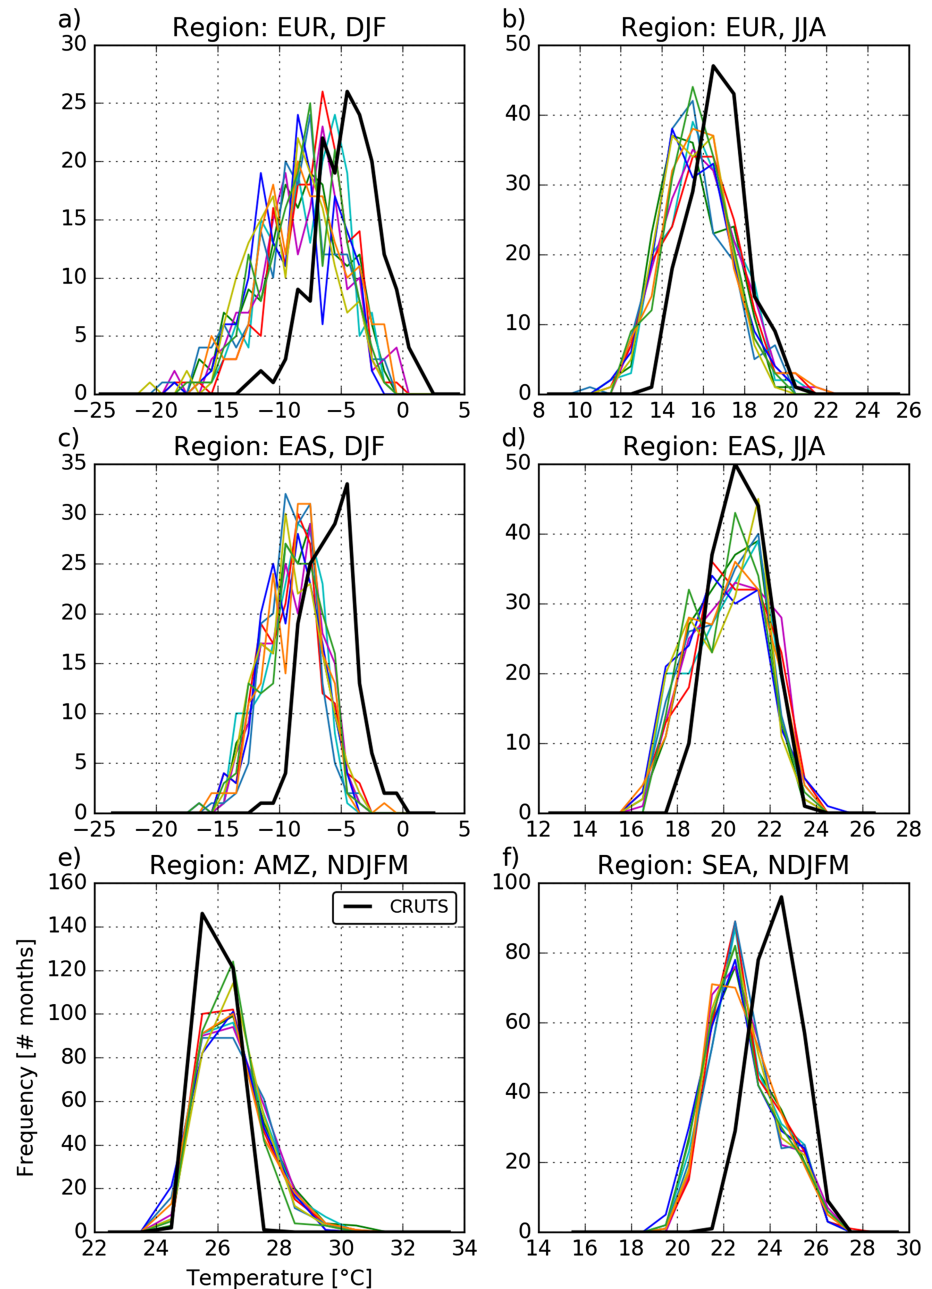 a)
Region: EUR, DJF
30
25
20
15
10
5
0
−25 −20 −15 −10 −5 0 5
b)
Region: EUR, JJA
50
40
30
20
10
0
8 10 12 14 16 18 20 22 24 26
c)
Region: EAS, DJF
35
30
25
20
15
10
5
0
−25 −20 −15 −10 −5 0 5
d)
Region: EAS, JJA
50
40
30
20
10
0
12 14 16 18 20 22 24 26 28
e)
Region: AMZ, NDJFM
160
140
120
100
80
60
40
20
0
22 24 26 28 30 32 34
CRUTS
Frequency [# months]
Temperature [°C]
f)
Region: SEA, NDJFM
100
80
60
40
20
0
14 16 18 20 22 24 26 28 30